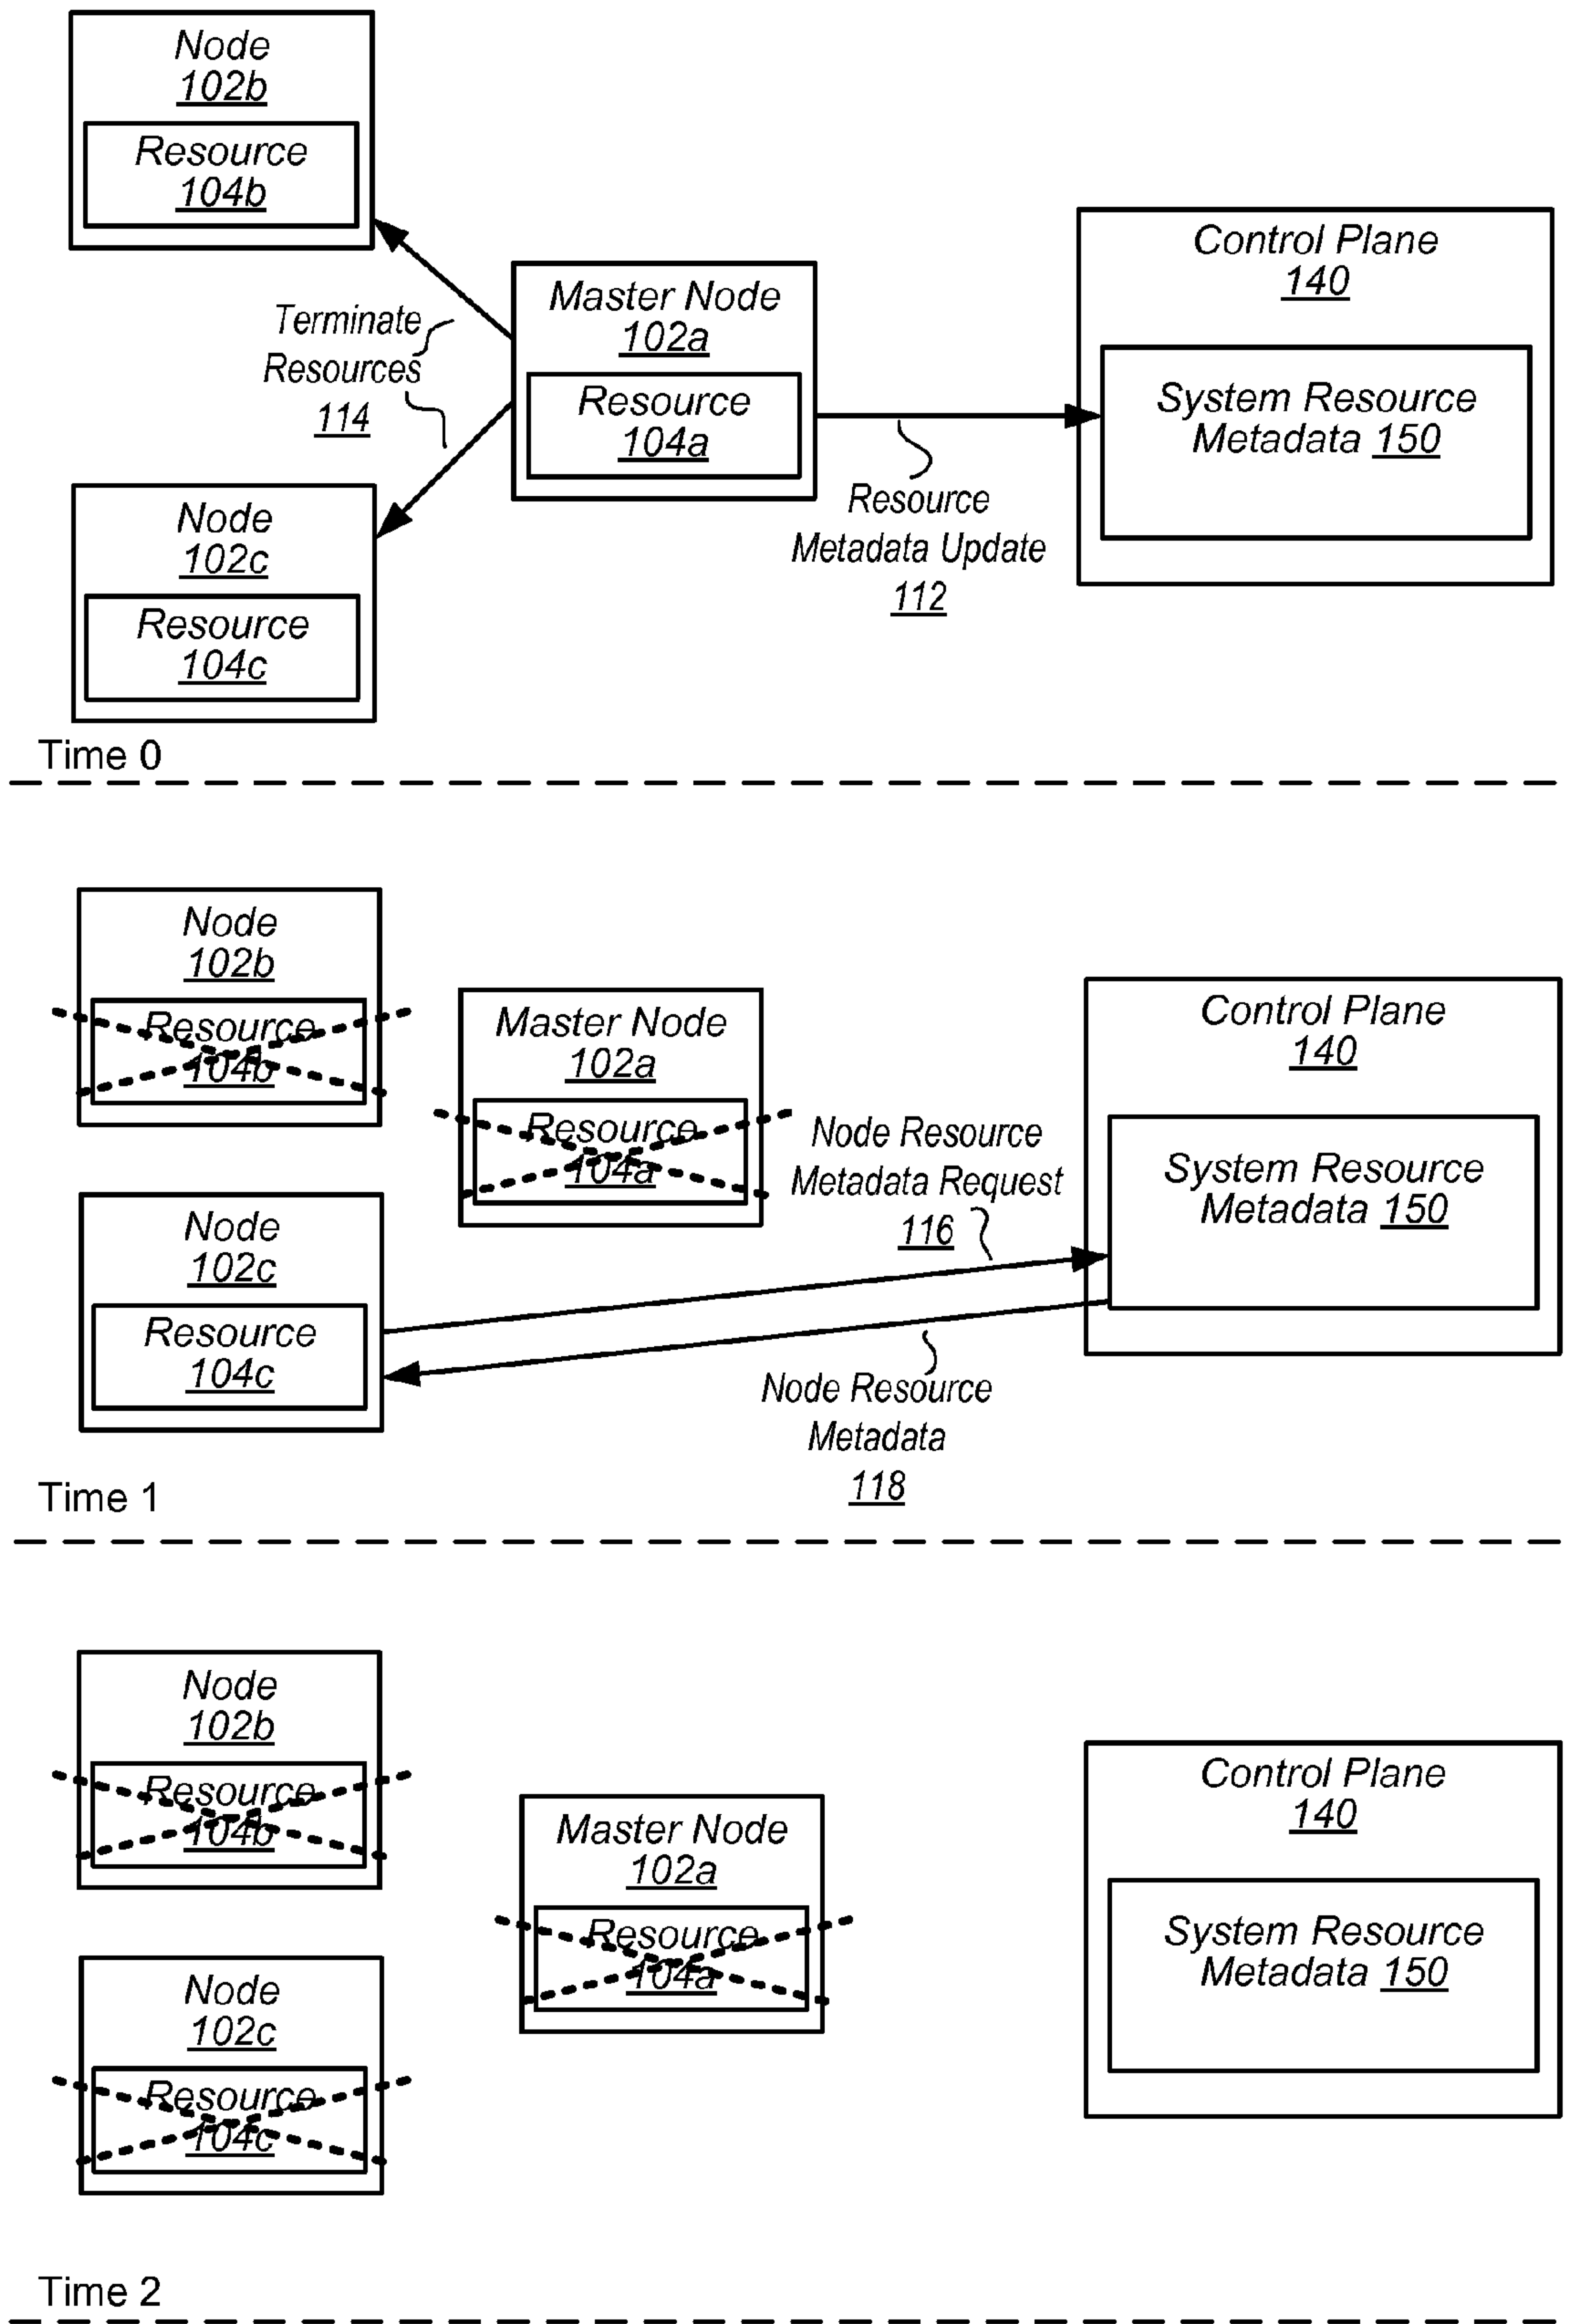 Node
102b
Resource
104b
Terminate
Resources
114
Master Node
102a
Resource
104a
Resource
Metadata Update
112
Control Plane
140
System Resource
Metadata 150
Node
102c
Resource
104c
Time 0
Node
102b
Resource
104b
Master Node
102a
Resource
104a
Node Resource
Metadata Request
116
Control Plane
140
System Resource
Metadata 150
Node
102c
Resource
104c
Node Resource
Metadata
118
Time 1
Node
102b
Resource
104b
Master Node
102a
Resource
104a
Control Plane
140
System Resource
Metadata 150
Node
102c
Resource
104c
Time 2